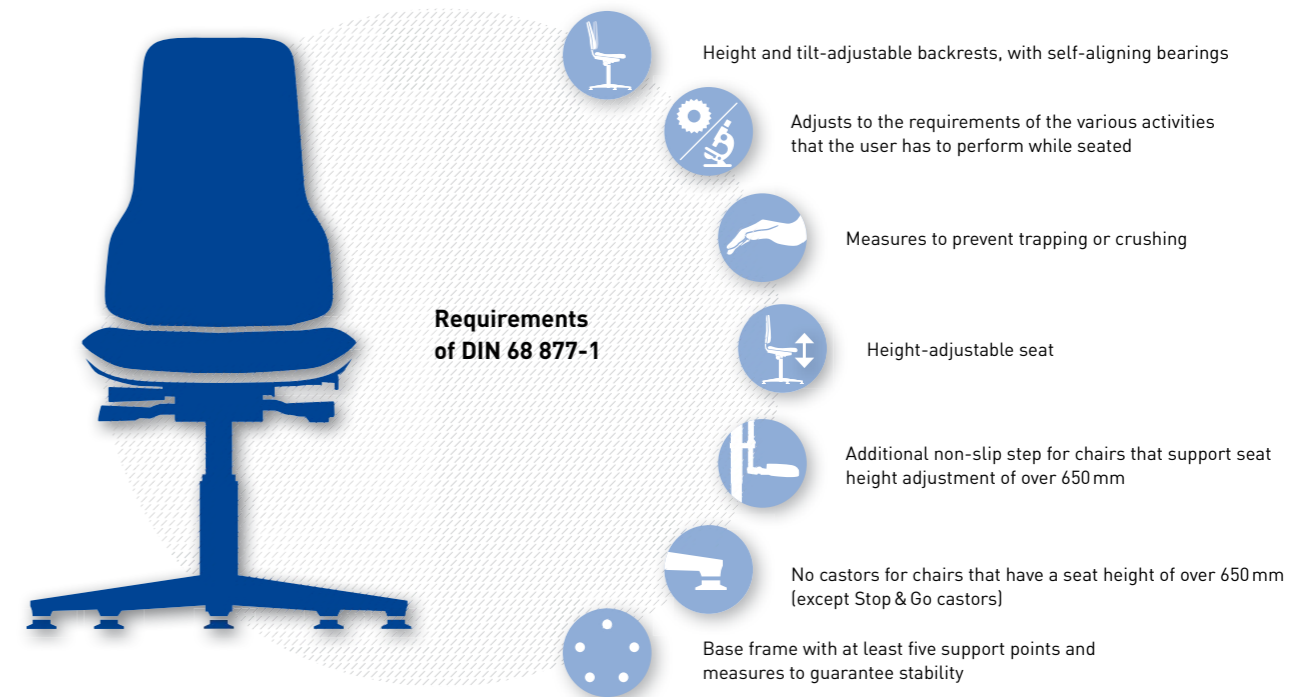 Height and tilt-adjustable backrests, with self-aligning bearings
Adjusts to the requirements of the various activities
that the user has to perform while seated
Measures to prevent trapping or crushing
Requirements
of DIN 68 877-1
Height-adjustable seat
Additional non-slip step for chairs that support seat
height adjustment of over 650 mm
No castors for chairs that have a seat height of over 650 mm
(except Stop & Go castors)
Base frame with at least five support points and
measures to guarantee stability